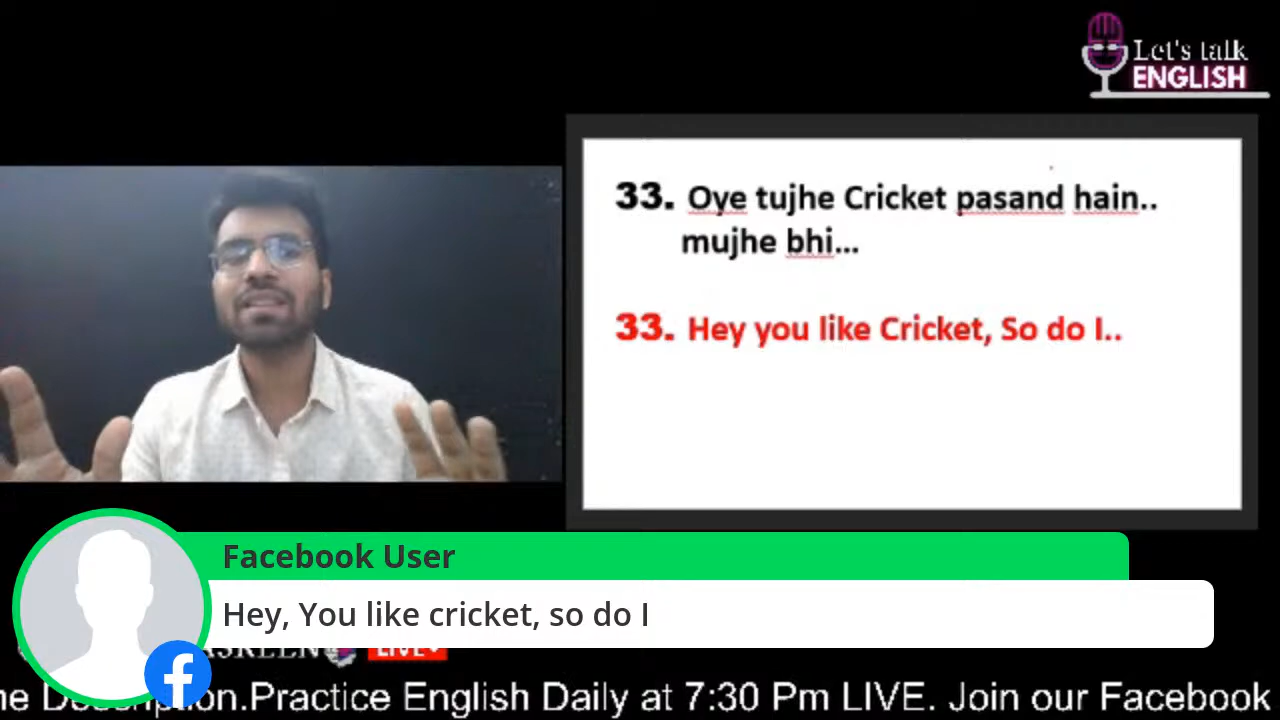 Let's talk
ENGLISH
33. Oye tujhe Cricket pasand hain..
mujhe bhi...
33. Hey you like Cricket, So do I..
Facebook User
Hey, You like cricket, so do I
LIVE
Practice English Daily at 7:30 Pm LIVE. Join our Facebook